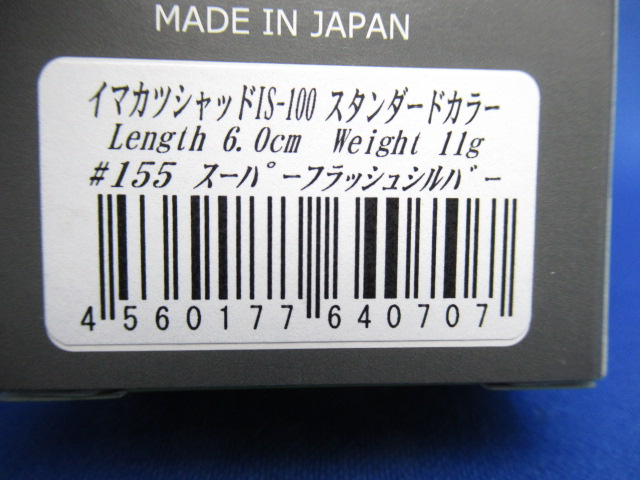 MADE IN JAPAN
イマカツシャッドIS-100 スタンダードカラー
Length 6.0cm Weight 11g
#155 スーパーフラッシュシルバー
4 560177 640707